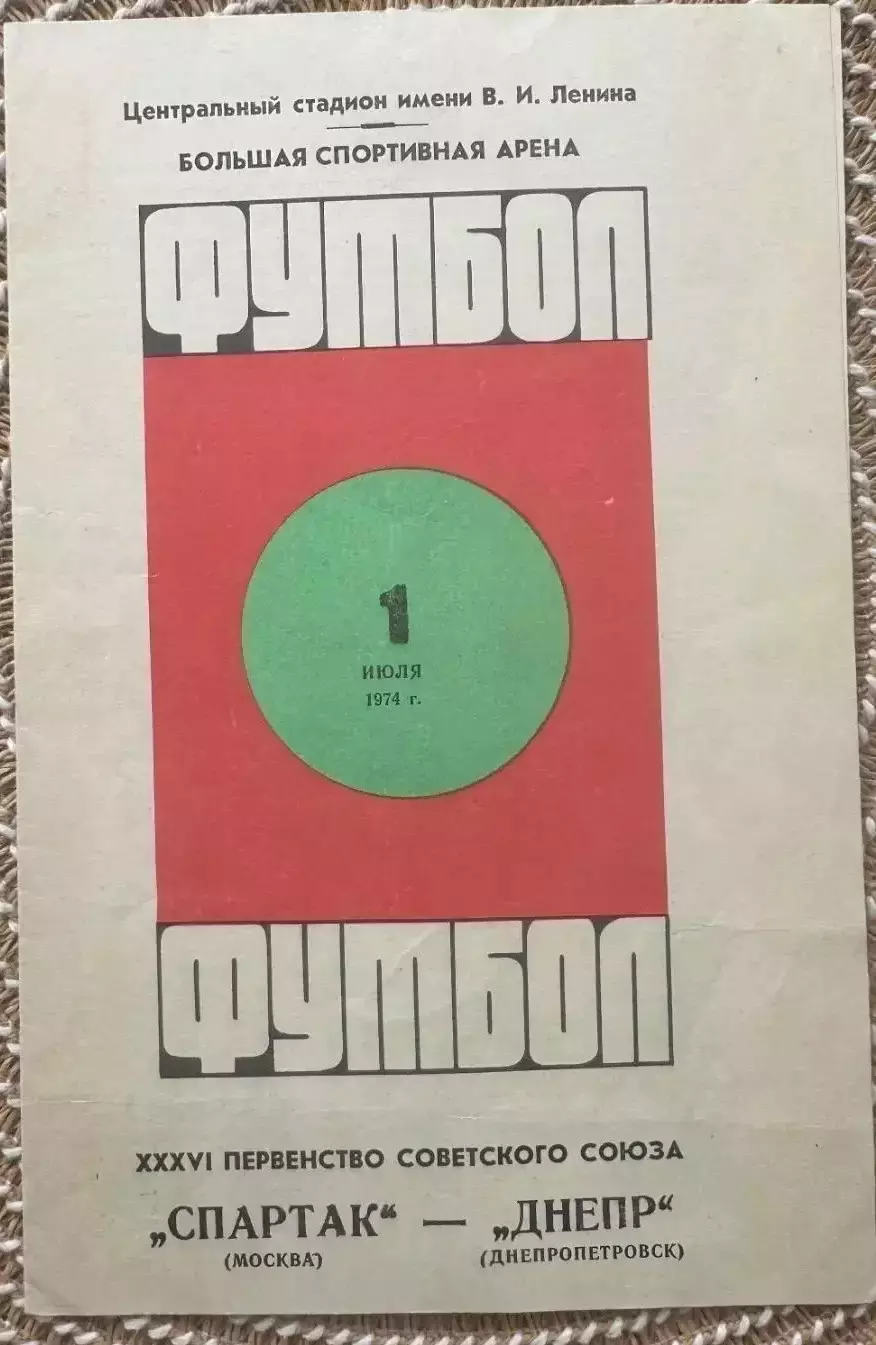 Центральный стадион имени В. И. Ленина
БОЛЬШАЯ СПОРТИВНАЯ АРЕНА
ФУТБОЛ
1
ИЮЛЯ
1974 г.
ФУТБОЛ
XXXVI ПЕРВЕНСТВО СОВЕТСКОГО СОЮЗА
„СПАРТАК“ — „ДНЕПР“
(МОСКВА) (ДНЕПРОПЕТРОВСК)